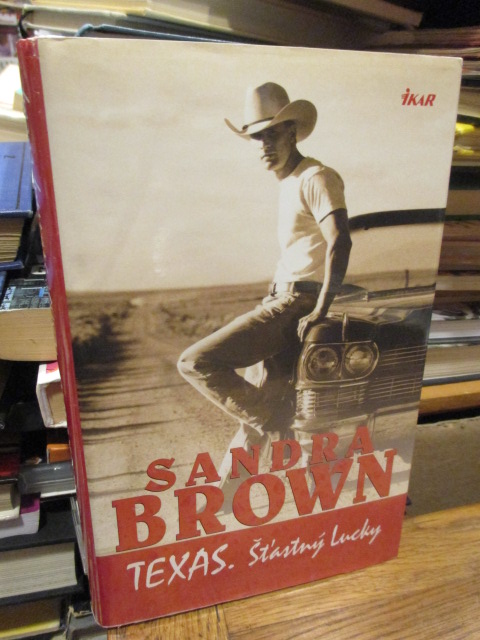 iKAR
SANDRA
BROWN
TEXAS. Šťastný Lucky